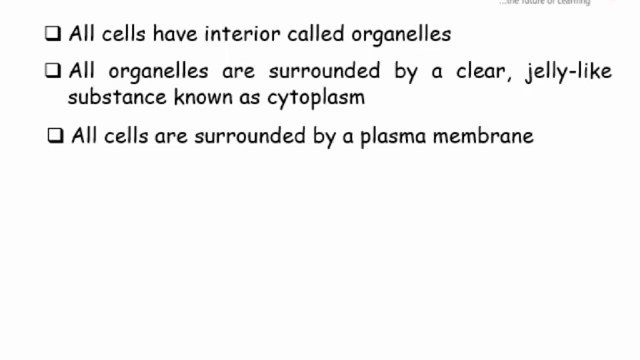 ...the future of Learning
❑ All cells have interior called organelles
❑ All organelles are surrounded by a clear, jelly-like
substance known as cytoplasm
❑ All cells are surrounded by a plasma membrane